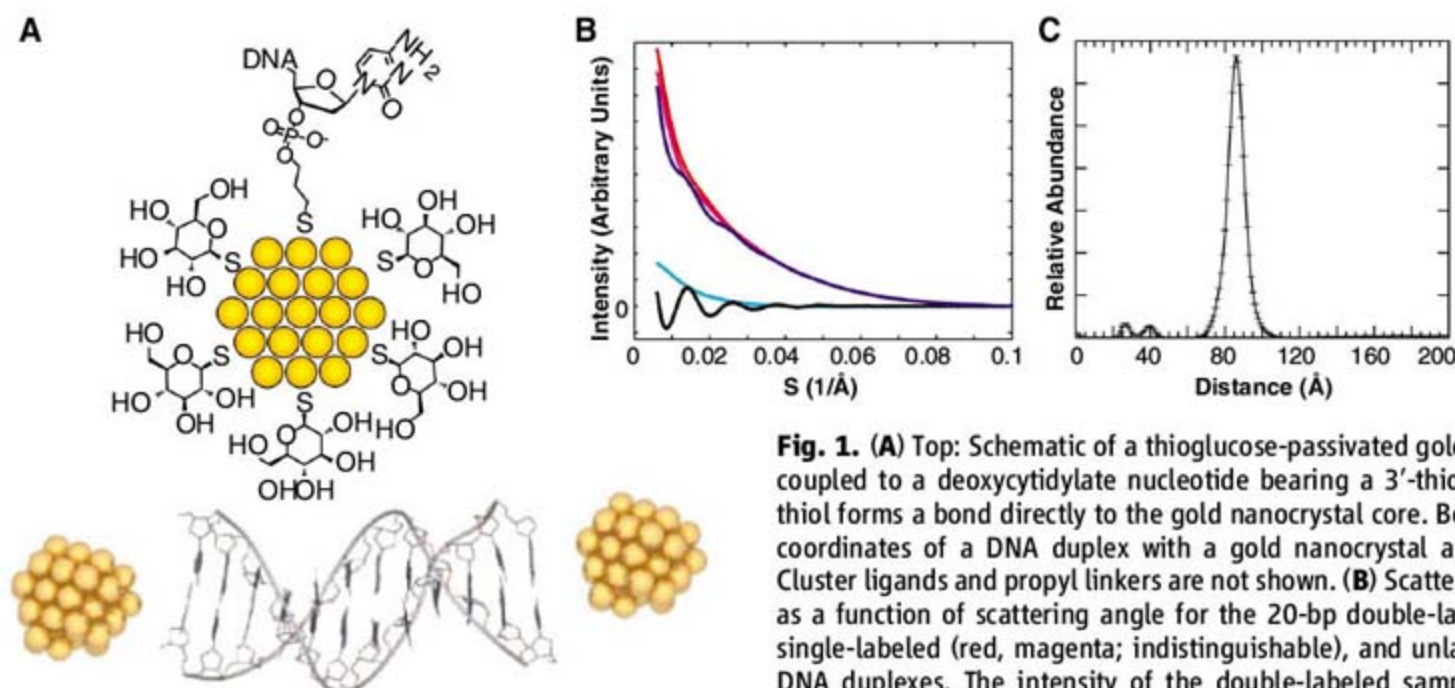 A
DNA
NH2
N
N
O
O
O
O=P-O-
O
S
OH
HO
O
HO
S
HO
OH
HO
OH
S
O
HO
HO
O
S
HO
OH
OH
HO
OH
S
O
OH
HO
S
HO
O
OH
OH
OHOH
B
Intensity (Arbitrary Units)
0
0 0.02 0.04 0.06 0.08 0.1
S (1/Å)
C
Relative Abundance
0 40 80 120 160 200
Distance (Å)
Fig. 1. (A) Top: Schematic of a thioglucose-passivated gol
coupled to a deoxycytidylate nucleotide bearing a 3′-thio
thiol forms a bond directly to the gold nanocrystal core. Be
coordinates of a DNA duplex with a gold nanocrystal a
Cluster ligands and propyl linkers are not shown. (B) Scatte
as a function of scattering angle for the 20-bp double-la
single-labeled (red, magenta; indistinguishable), and unla
DNA duplexes. The intensity of the double-labeled sam